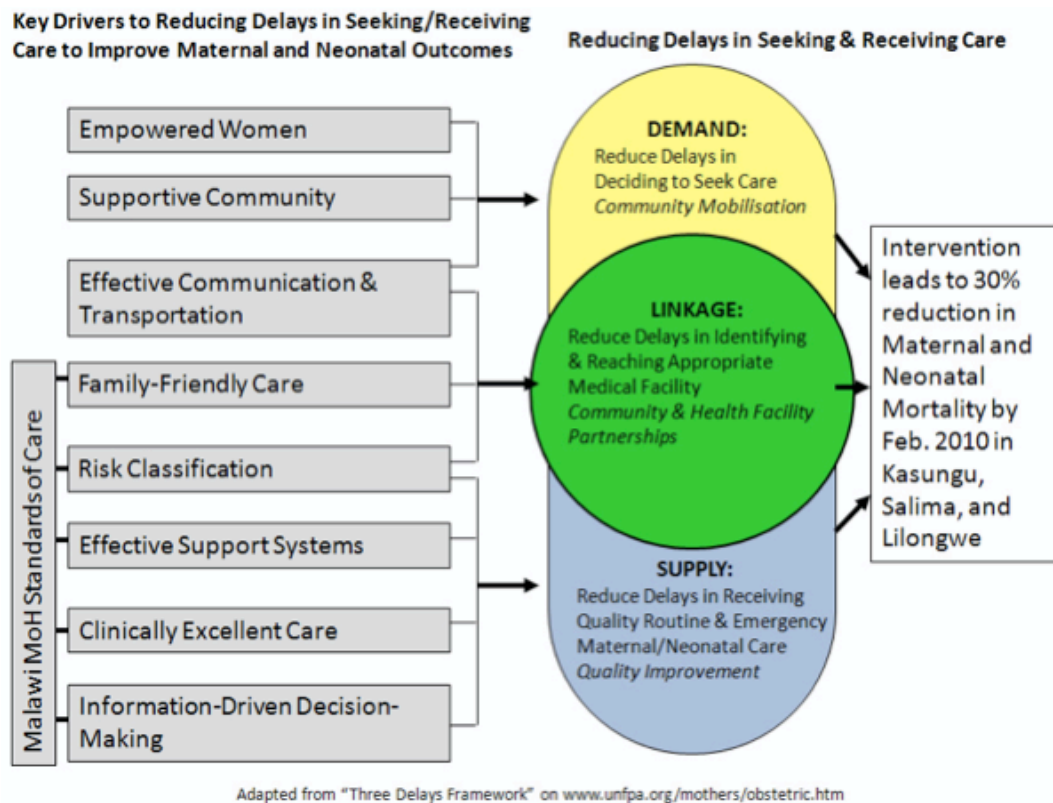 Key Drivers to Reducing Delays in Seeking/Receiving
Care to Improve Maternal and Neonatal Outcomes
Reducing Delays in Seeking & Receiving Care
Empowered Women
Supportive Community
Effective Communication &
Transportation
Family-Friendly Care
Risk Classification
Effective Support Systems
Clinically Excellent Care
Information-Driven Decision-
Making
Malawi MoH Standards of Care
DEMAND:
Reduce Delays in
Deciding to Seek Care
Community Mobilisation
LINKAGE:
Reduce Delays in Identifying
& Reaching Appropriate
Medical Facility
Community & Health Facility
Partnerships
SUPPLY:
Reduce Delays in Receiving
Quality Routine & Emergency
Maternal/Neonatal Care
Quality Improvement
Intervention
leads to 30%
reduction in
Maternal and
Neonatal
Mortality by
Feb. 2010 in
Kasungu,
Salima, and
Lilongwe
Adapted from "Three Delays Framework" on www.unfpa.org/mothers/obstetric.htm